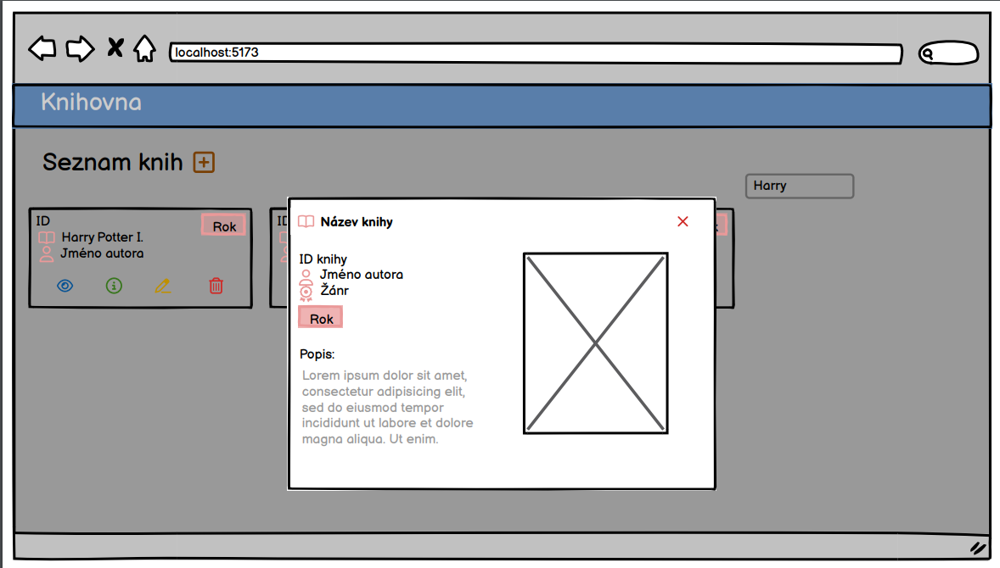 localhost:5173
Knihovna
Seznam knih
Harry
ID
Rok
Harry Potter I.
Jméno autora
Název knihy
ID knihy
Jméno autora
Žánr
Rok
Popis:
Lorem ipsum dolor sit amet,
consectetur adipisicing elit,
sed do eiusmod tempor
incididunt ut labore et dolore
magna aliqua. Ut enim.